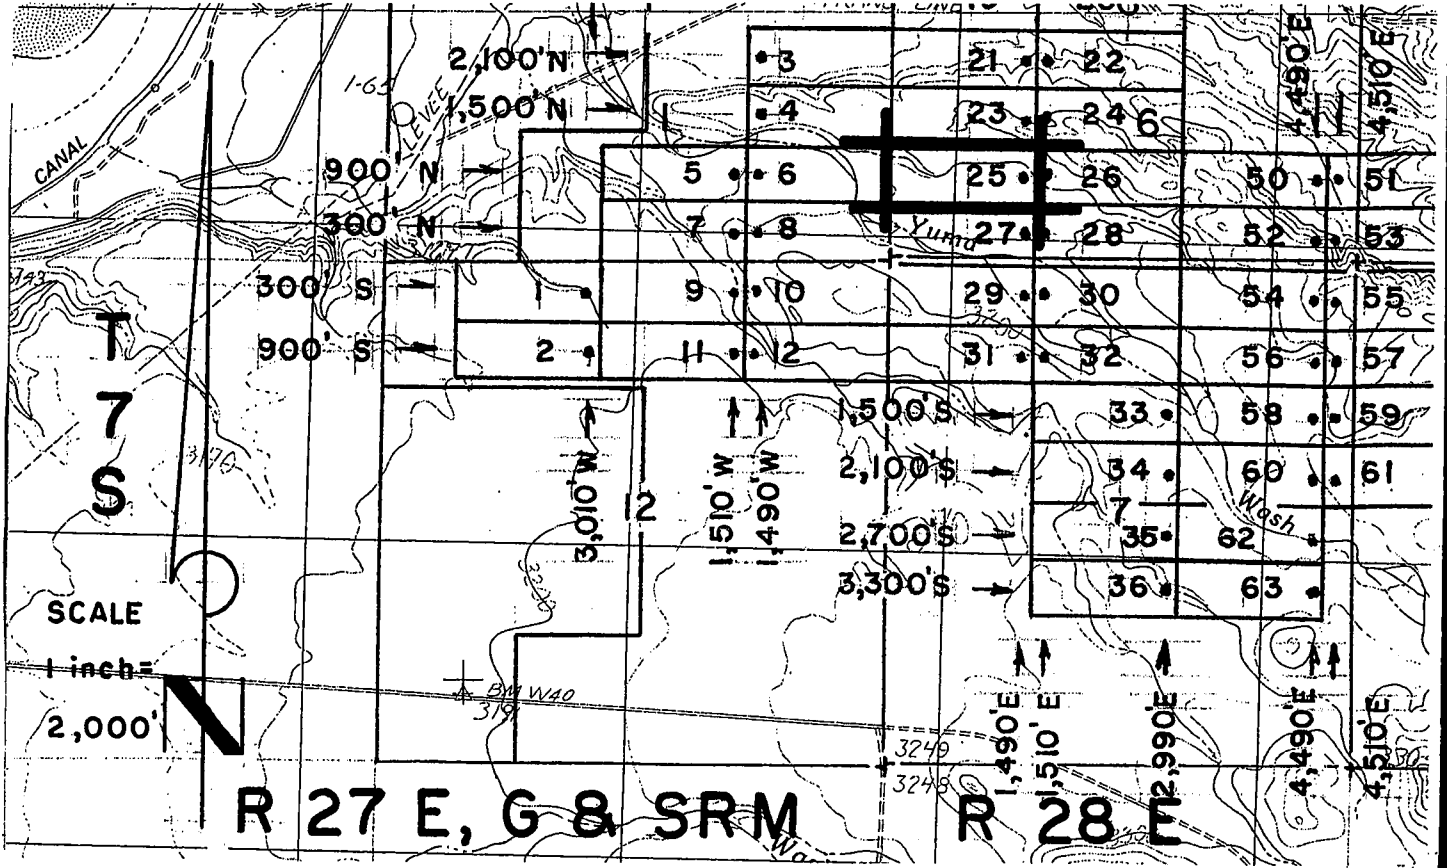 2,100'N 3 21 22 4,490'E 4,510'E
1-65
1,500'N 1 4 23 24 6
LEVEE
CANAL
900' N 5 6 25 26 50 51
300' N 7 8 Yuma 27 28 52 53
300' S 1 9 10 29 30 54 55
T
900' S 2 11 12 31 32 56 57
7
1,500'S 33 58 59
3170
S
2,100'S 34 60 61
3,010'W 12 1,510'W 1,490'W
7 Wash
2,700'S 35 62
3,300'S 36 63
SCALE
1 inch=
2,000'
N
BM W40
1,490'E 1,510'E 2,990'E 4,490'E 4,510'E
3249
3248
R 27 E, G & SRM R 28 E